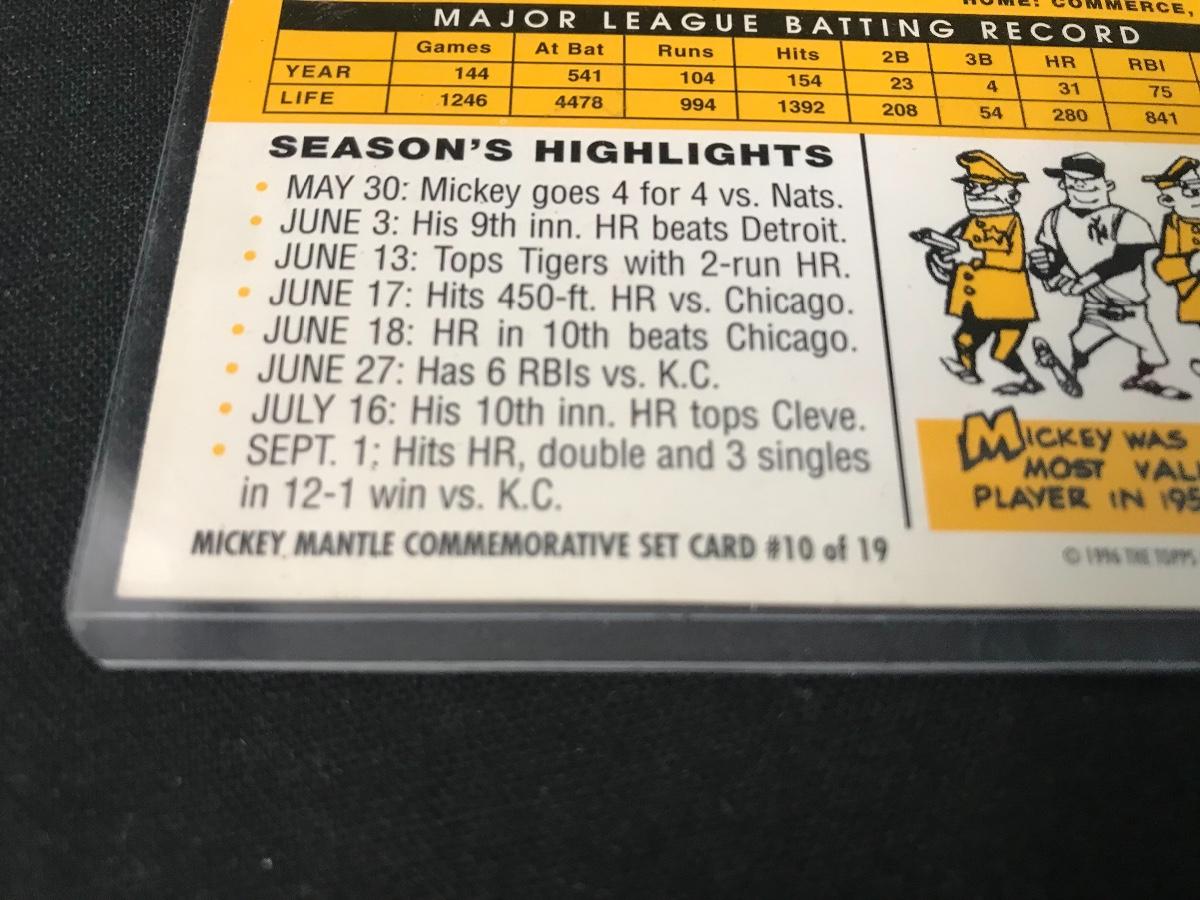 HOME: COMMERCE,
MAJOR LEAGUE BATTING RECORD
Games At Bat Runs Hits 2B 3B HR RBI
YEAR 144 541 104 154 23 4 31 75
LIFE 1246 4478 994 1392 208 54 280 841
SEASON'S HIGHLIGHTS
• MAY 30: Mickey goes 4 for 4 vs. Nats.
• JUNE 3: His 9th inn. HR beats Detroit.
• JUNE 13: Tops Tigers with 2-run HR.
• JUNE 17: Hits 450-ft. HR vs. Chicago.
• JUNE 18: HR in 10th beats Chicago.
• JUNE 27: Has 6 RBIs vs. K.C.
• JULY 16: His 10th inn. HR tops Cleve.
• SEPT. 1: Hits HR, double and 3 singles
in 12-1 win vs. K.C.
MICKEY WAS
MOST VAL
PLAYER IN 195
MICKEY MANTLE COMMEMORATIVE SET CARD #10 of 19
© 1996 THE TOPPS